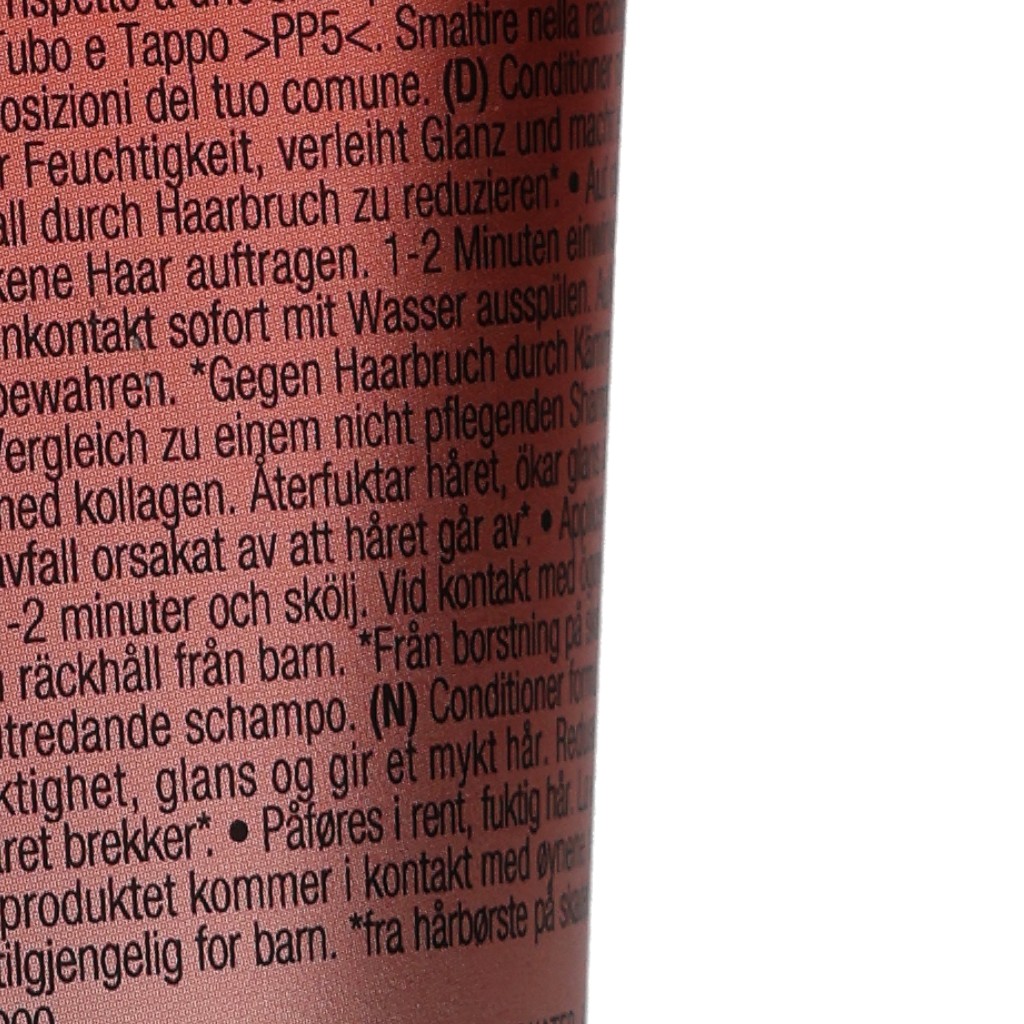 rispetto a
Tubo e Tappo >PP5<. Smaltire nella
osizioni del tuo comune. (D) Conditioner
r Feuchtigkeit, verleiht Glanz und macht
all durch Haarbruch zu reduzieren*. •
kene Haar auftragen. 1-2 Minuten
nkontakt sofort mit Wasser ausspülen.
bewahren. *Gegen Haarbruch durch
Vergleich zu einem nicht pflegenden
med kollagen. Återfuktar håret, ökar
avfall orsakat av att håret går av*. •
-2 minuter och skölj. Vid kontakt med
räckhåll från barn. *Från borstning på
tredande schampo. (N) Conditioner
ktighet, glans og gir et mykt hår.
ret brekker*. • Påføres i rent, fuktig hår.
produktet kommer i kontakt med
tilgjengelig for barn. *fra hårbørste på